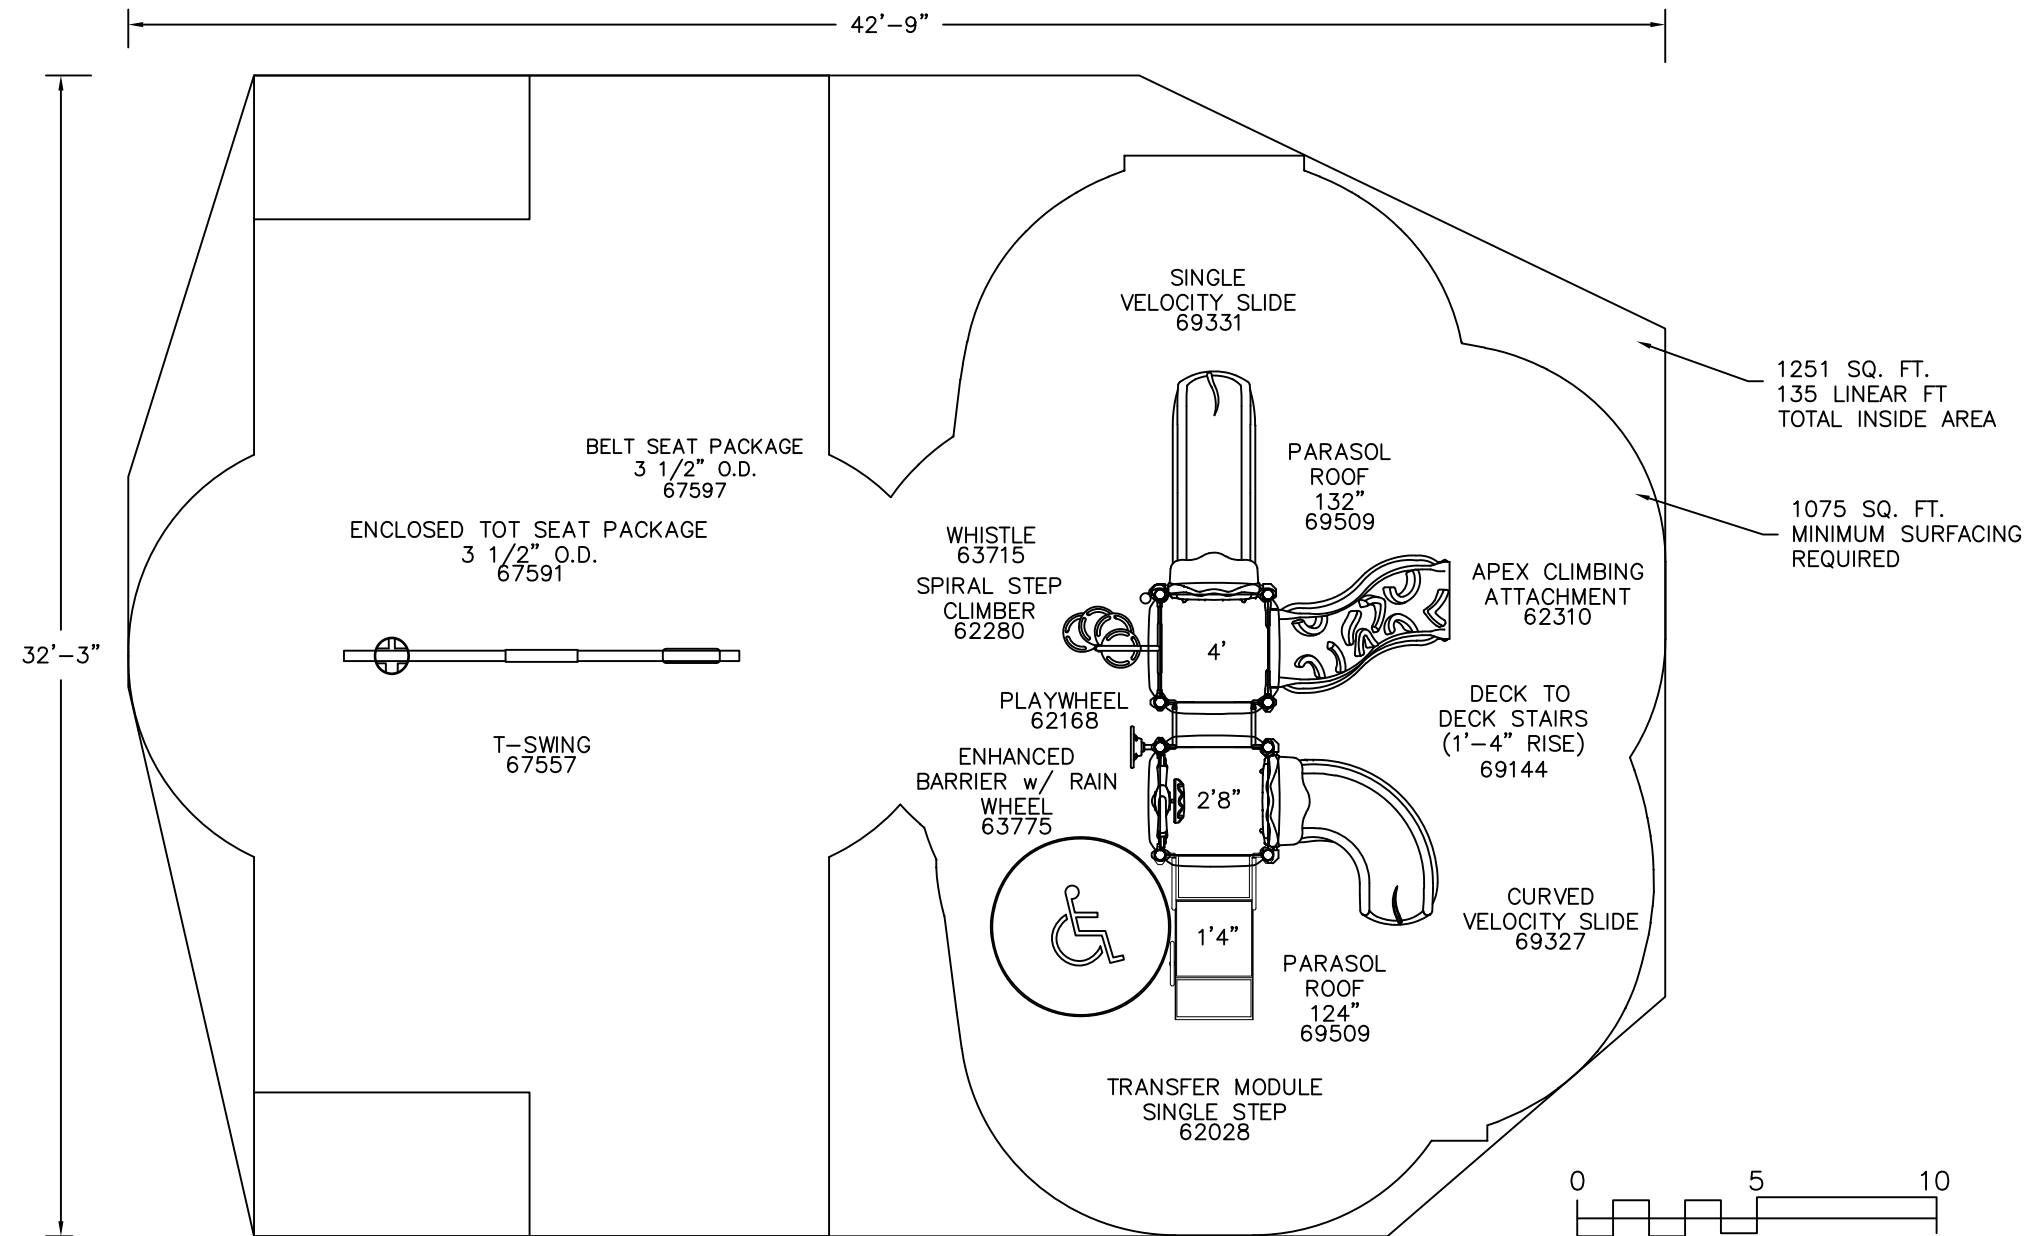 42'-9"
32'-3"
SINGLE
VELOCITY SLIDE
69331
1251 SQ. FT.
135 LINEAR FT
TOTAL INSIDE AREA
BELT SEAT PACKAGE
3 1/2" O.D.
67597
PARASOL
ROOF
132"
69509
1075 SQ. FT.
MINIMUM SURFACING
REQUIRED
ENCLOSED TOT SEAT PACKAGE
3 1/2" O.D.
67591
WHISTLE
63715
SPIRAL STEP
CLIMBER
62280
APEX CLIMBING
ATTACHMENT
62310
4'
PLAYWHEEL
62168
DECK TO
DECK STAIRS
(1'-4" RISE)
69144
T-SWING
67557
ENHANCED
BARRIER w/ RAIN
WHEEL
63775
2'8"
CURVED
VELOCITY SLIDE
69327
1'4"
PARASOL
ROOF
124"
69509
TRANSFER MODULE
SINGLE STEP
62028
0 5 10